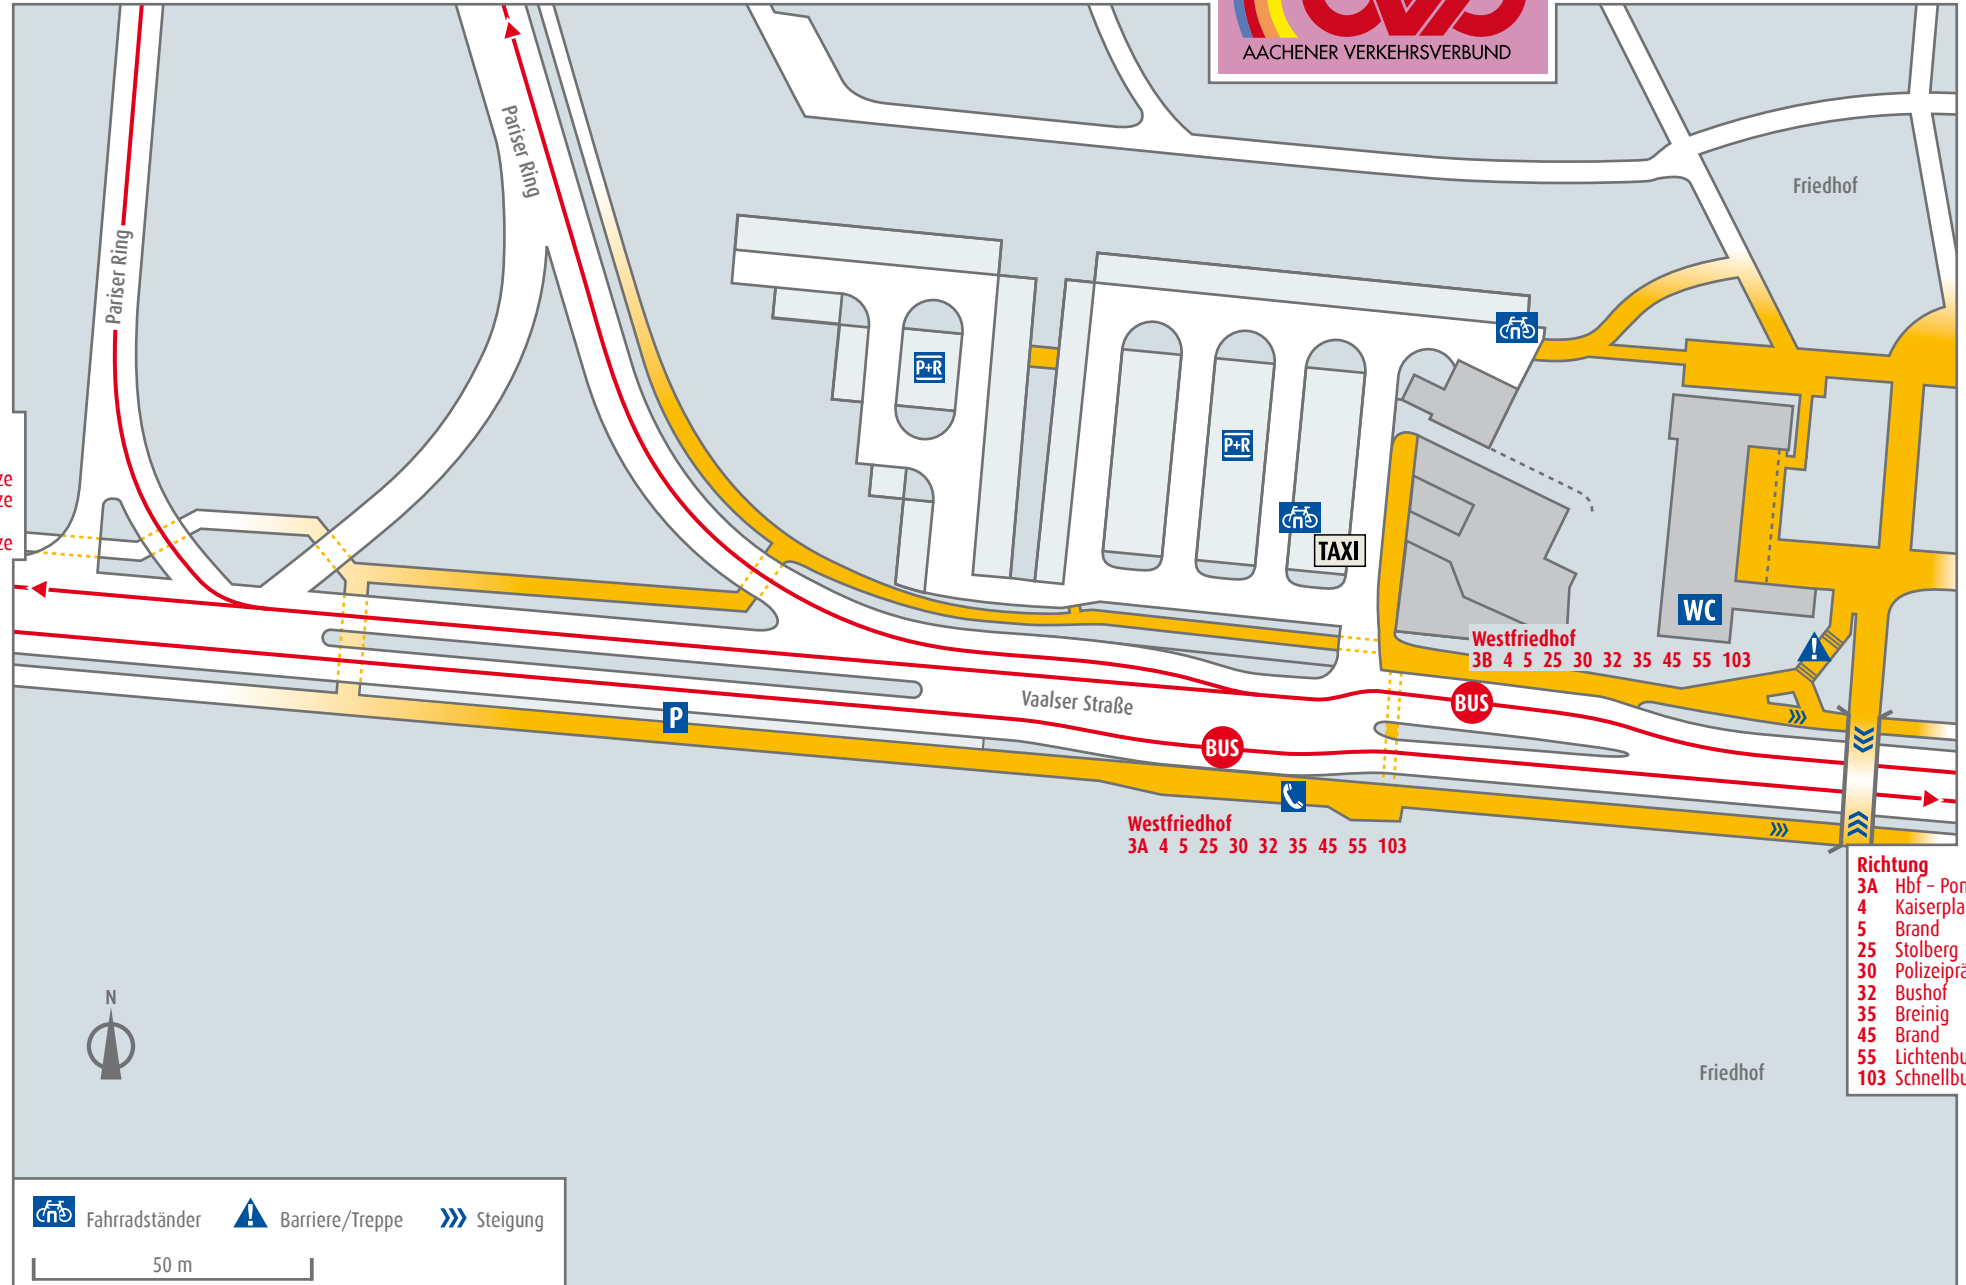 AACHENER VERKEHRSVERBUND
Pariser Ring
Pariser Ring
Friedhof
P+R
P+R
TAXI
WC
Westfriedhof
3B 4 5 25 30 32 35 45 55 103
BUS
Vaalser Straße
P
BUS
Westfriedhof
3A 4 5 25 30 32 35 45 55 103
Richtung
3A Hbf –
4
5 Brand
25 Stolberg
30
32 Bushof
35 Breinig
45 Brand
55
103
N
Friedhof
Fahrradständer
Barriere/Treppe
Steigung
50 m